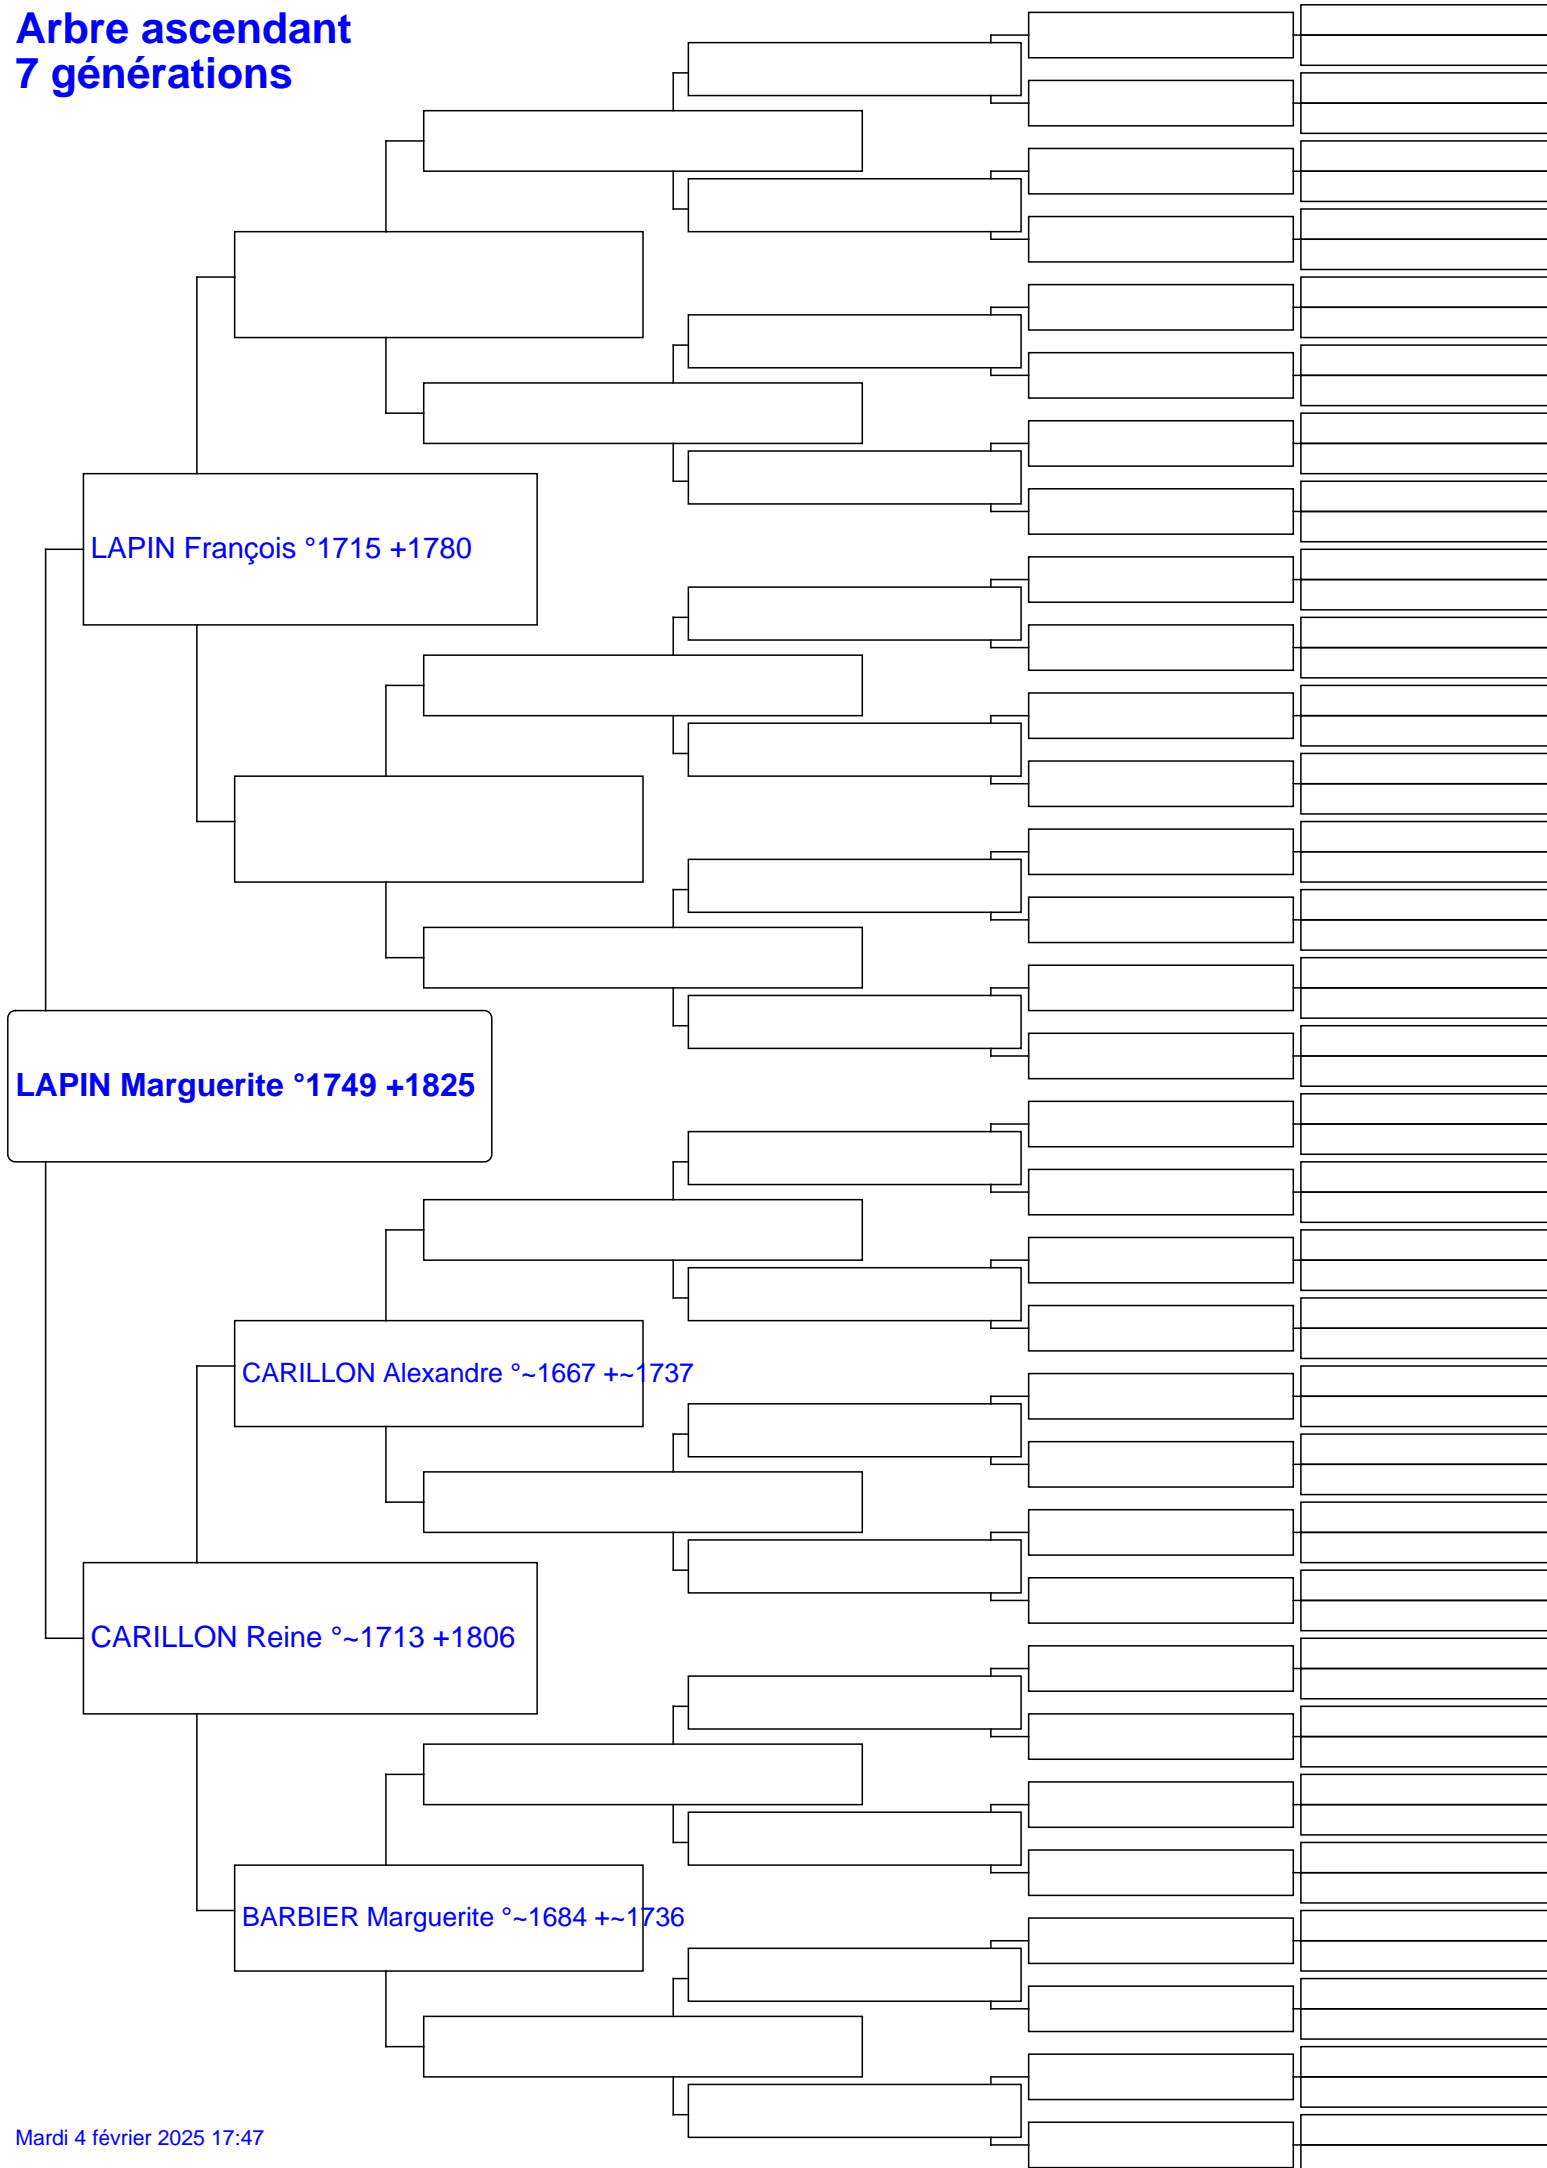 Arbre ascendant
7 générations
LAPIN François °1715 +1780
LAPIN Marguerite °1749 +1825
CARILLON Alexandre °~1667 +~1737
CARILLON Reine °~1713 +1806
BARBIER Marguerite °~1684 +~1736
Mardi 4 février 2025 17:47